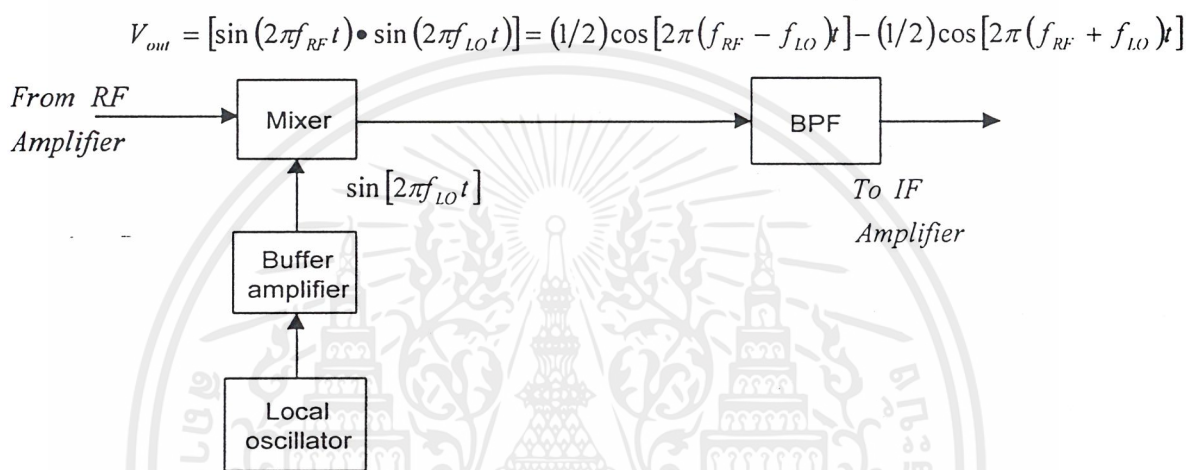 V_out = [sin (2πf_RF t) • sin (2πf_LO t)] = (1/2)cos[2π(f_RF − f_LO)t] − (1/2)cos[2π(f_RF + f_LO)t]
From RF
Amplifier
Mixer
BPF
sin [2πf_LO t]
To IF
Amplifier
Buffer
amplifier
Local
oscillator